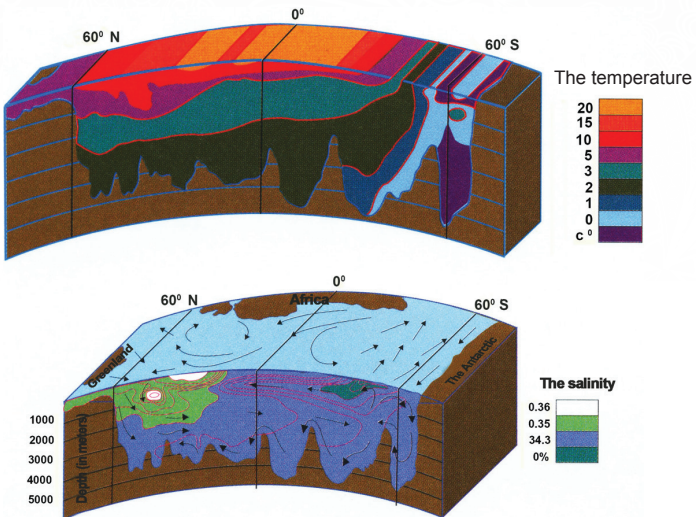 60⁰ N
0⁰
60⁰ S
The temperature
20
15
10
5
3
2
1
0
c⁰
60⁰ N
0⁰
60⁰ S
Africa
Greenland
The Antarctic
Depth (in meters)
1000
2000
3000
4000
5000
The salinity
0.36
0.35
34.3
0%